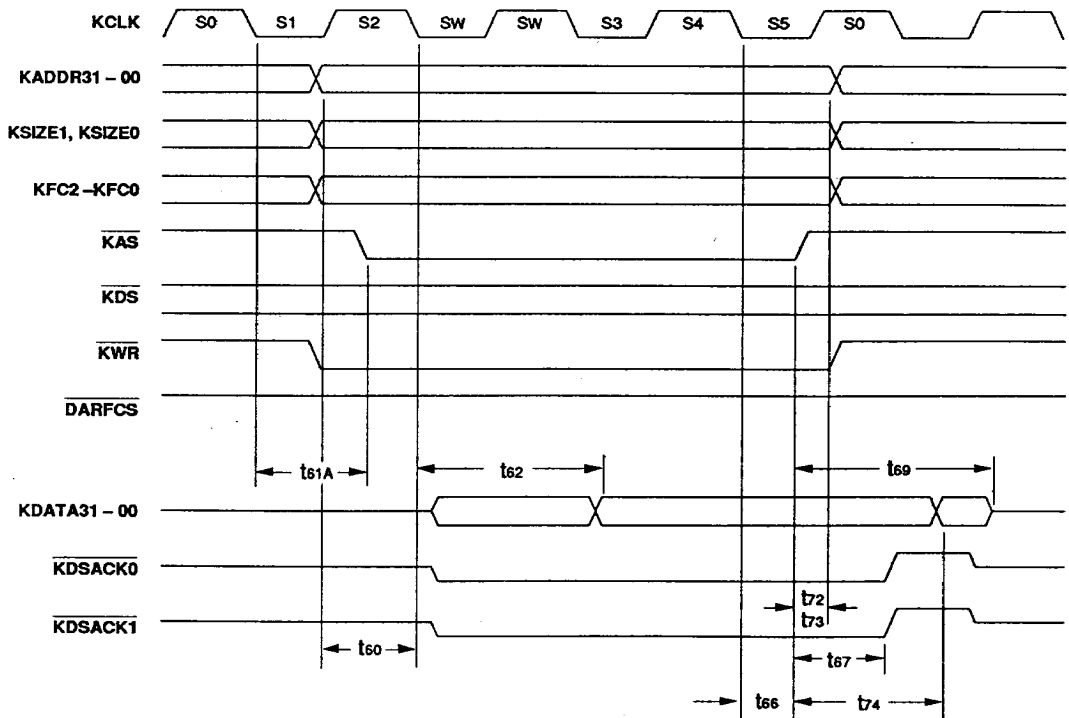 KCLK S0 S1 S2 SW SW S3 S4 S5 S0
KADDR31 – 00
KSIZE1, KSIZE0
KFC2 –KFC0
KAS
KDS
KWR
DARFCS
t61A t62 t69
KDATA31 – 00
KDSACK0
t72
KDSACK1 t73
t60 t67
t66 t74